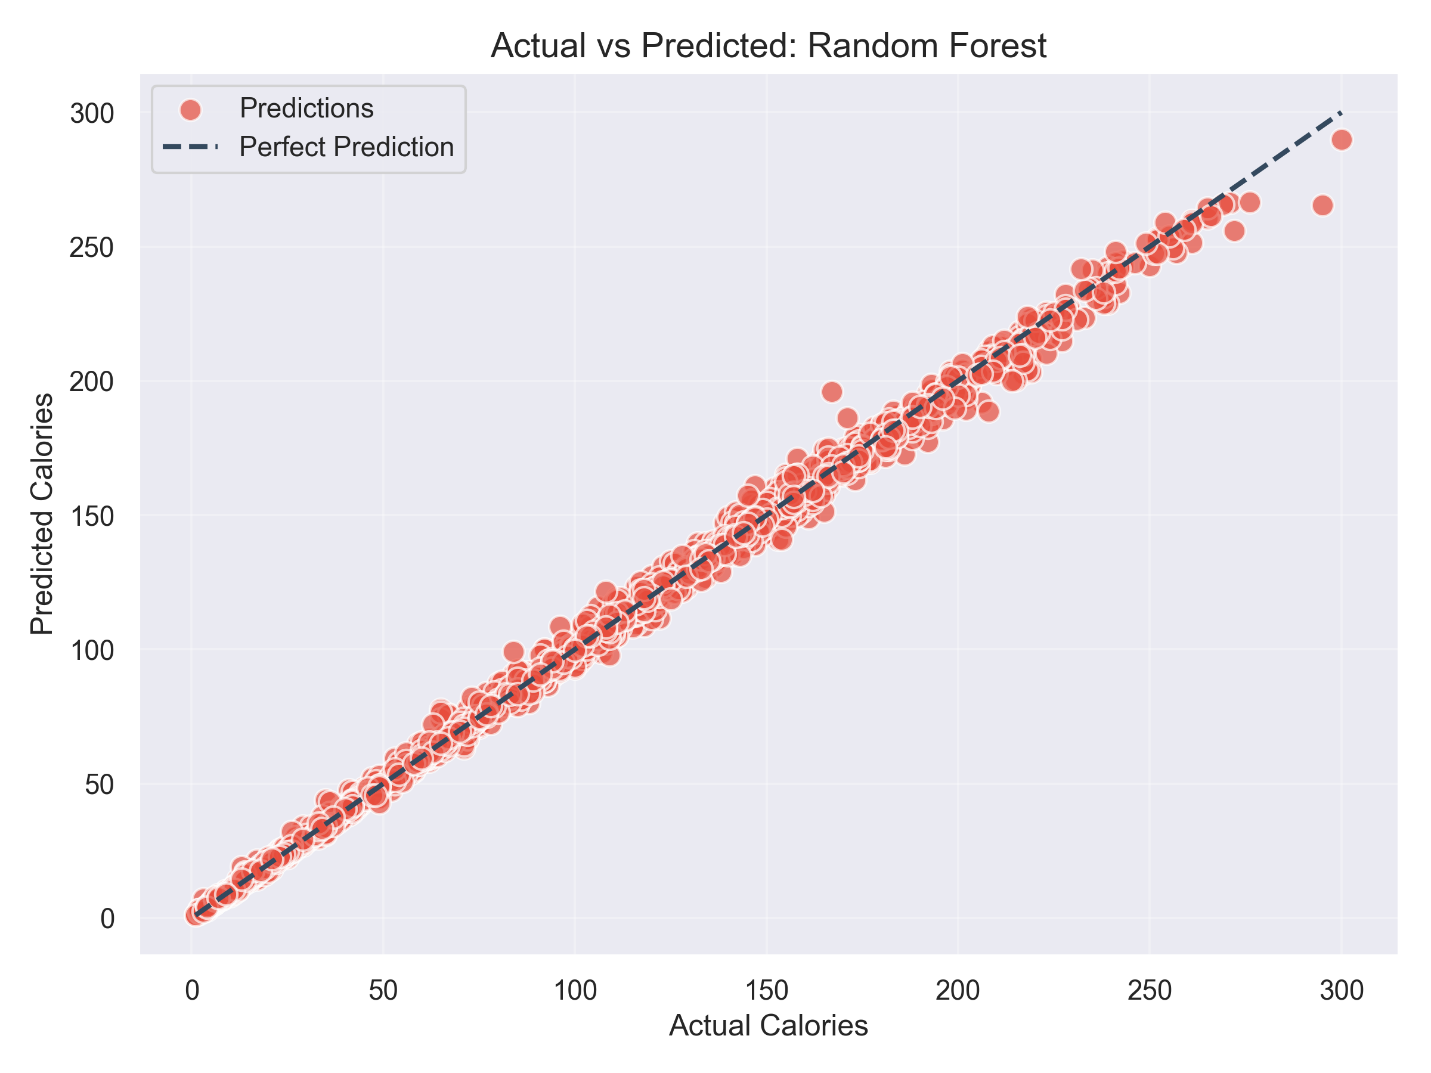 Actual vs Predicted: Random Forest
Predictions
Perfect Prediction
300
250
200
150
100
50
0
Predicted Calories
0 50 100 150 200 250 300
Actual Calories